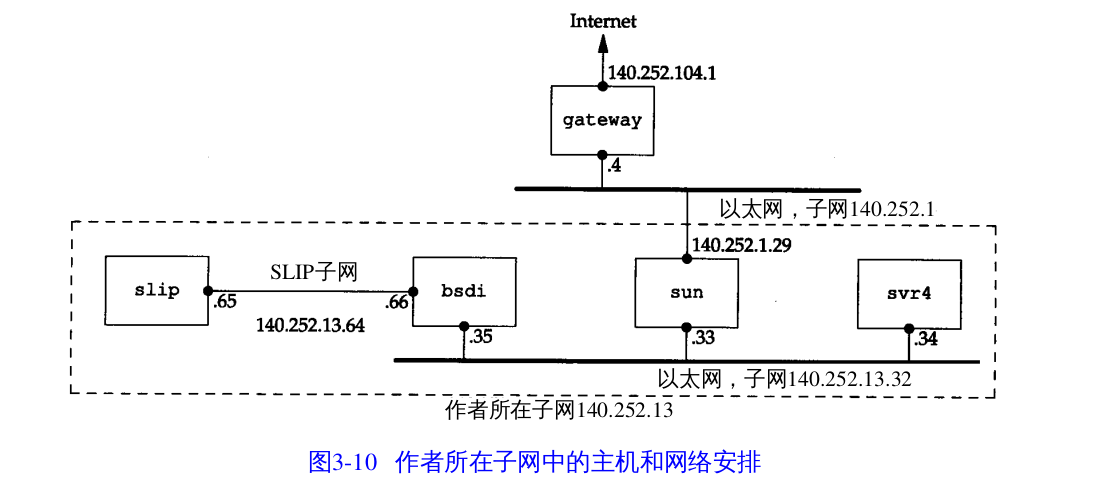 Internet
140.252.104.1
gateway
.4
以太网，子网140.252.1
140.252.1.29
slip
SLIP子网
bsdi
sun
svr4
.65
.66
140.252.13.64
.35
.33
.34
以太网，子网140.252.13.32
作者所在子网140.252.13
图3-10 作者所在子网中的主机和网络安排